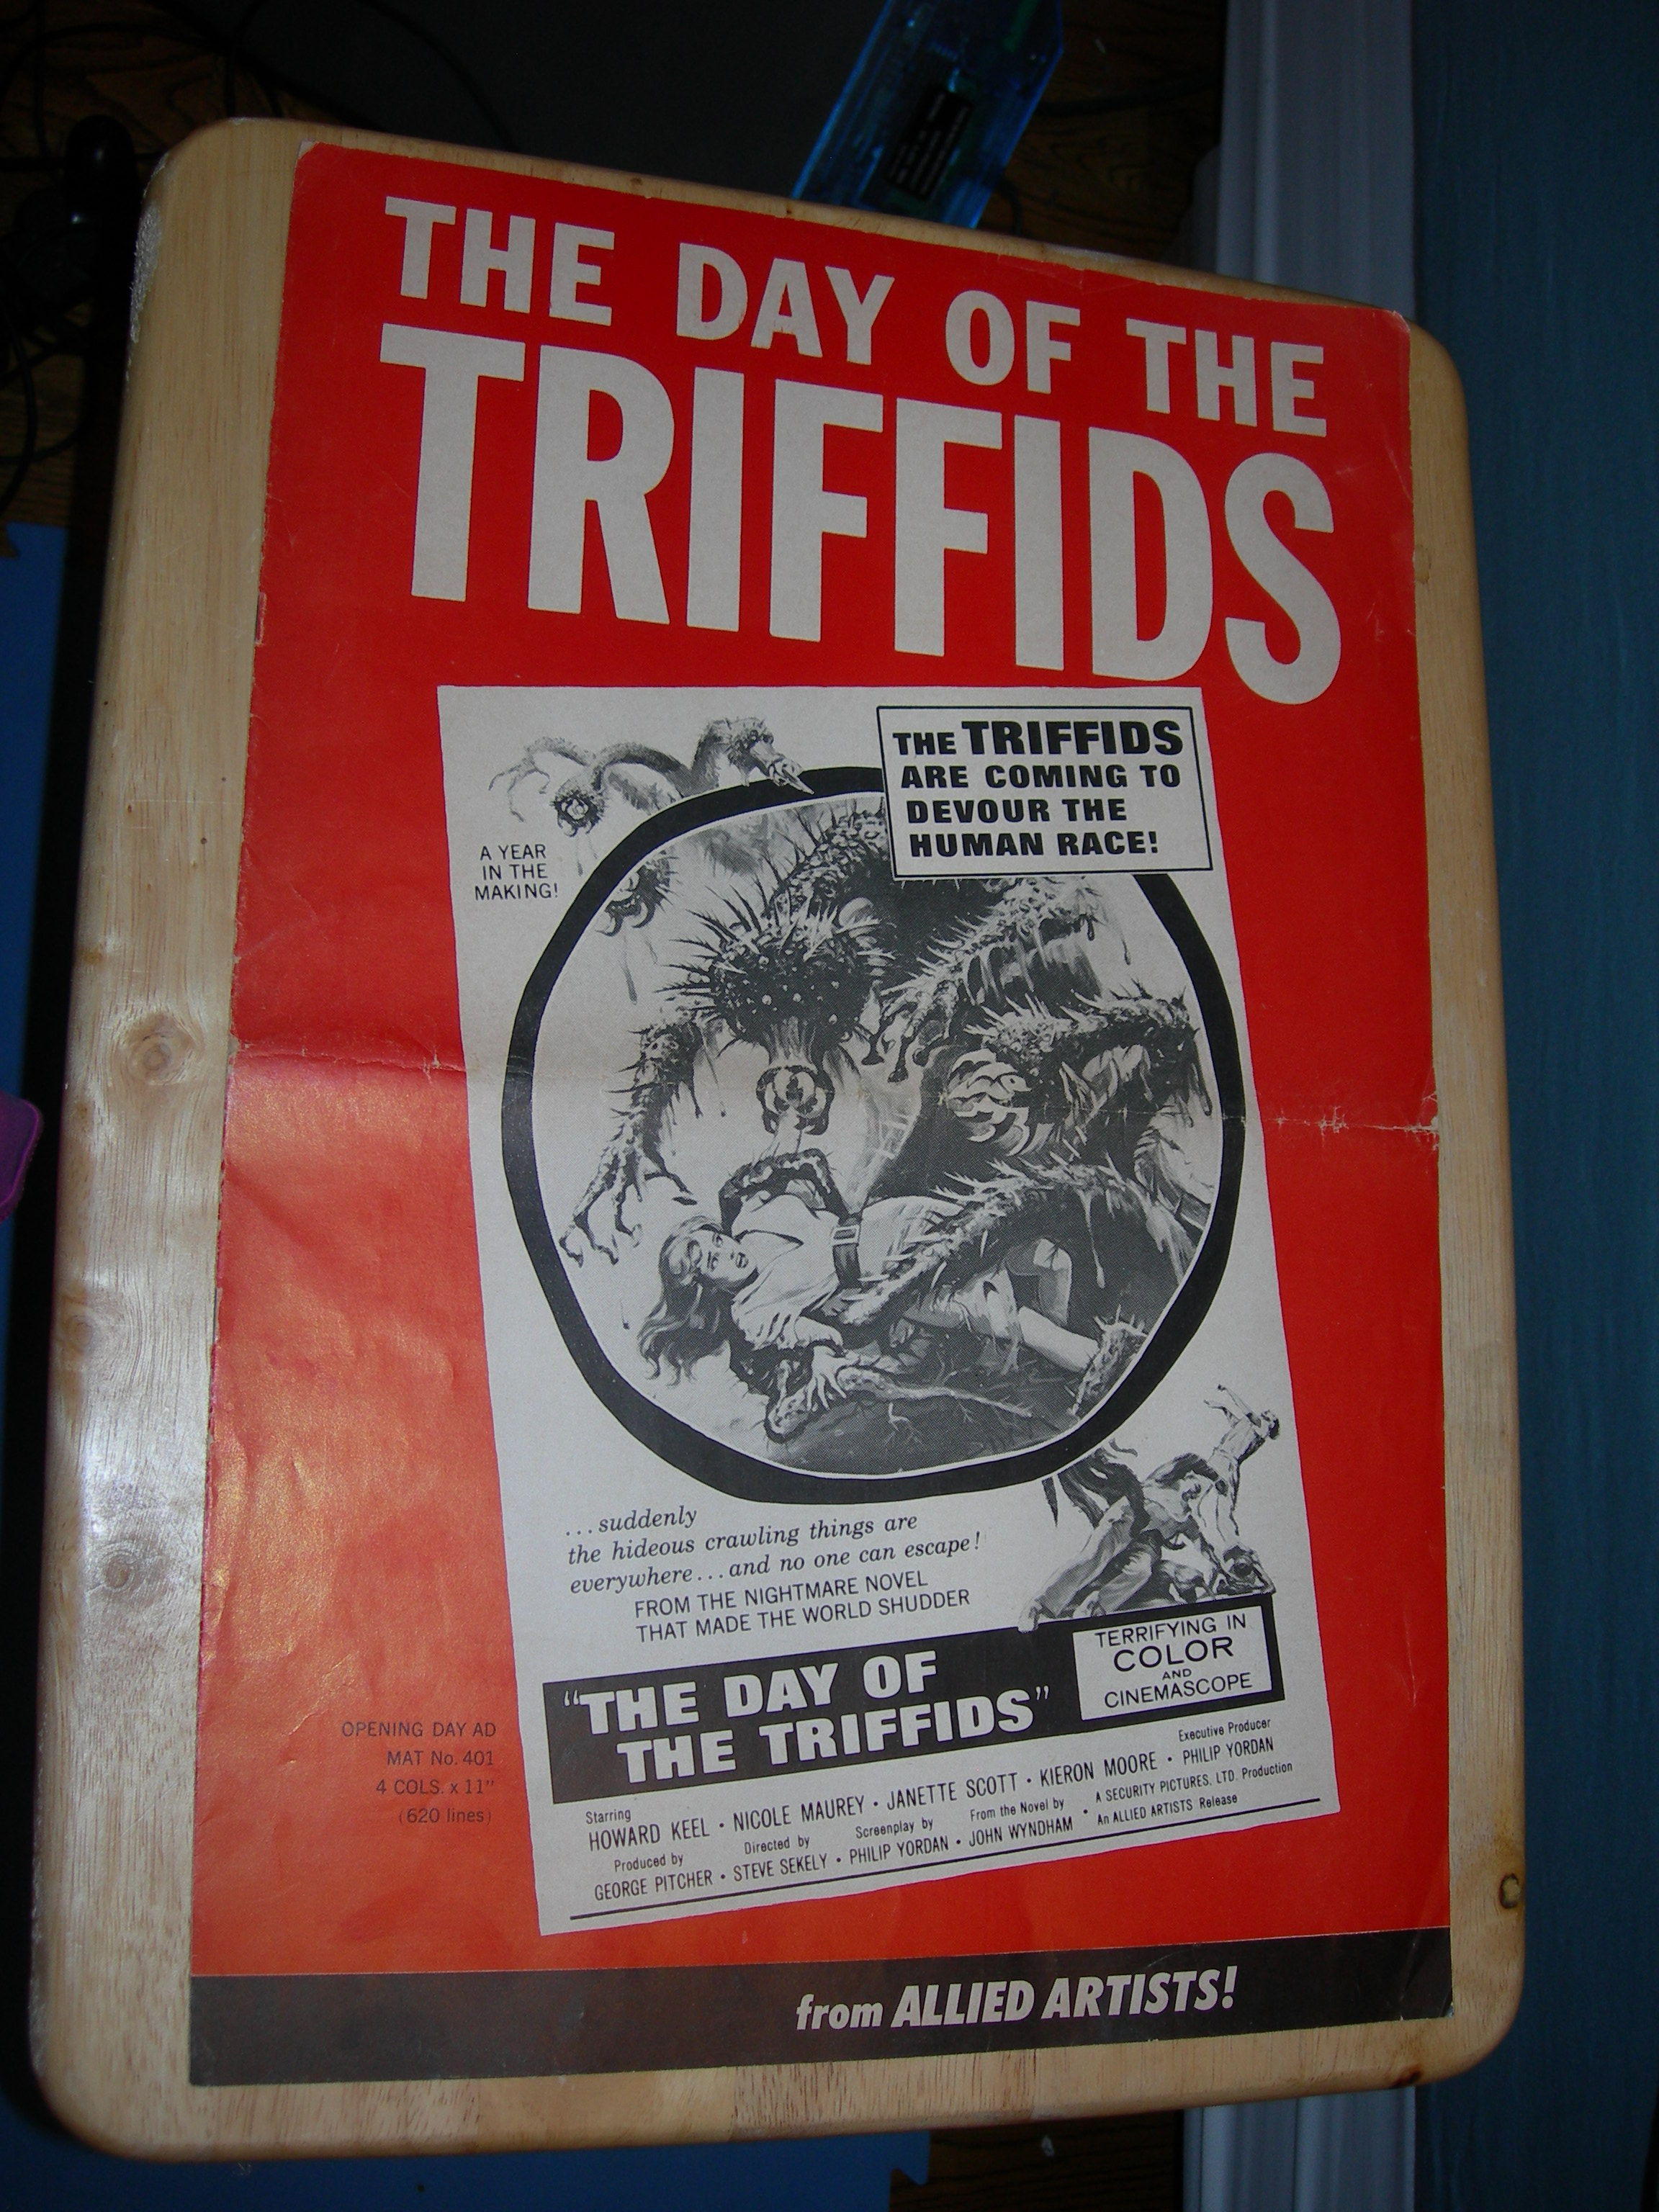 THE DAY OF THE
TRIFFIDS
THE TRIFFIDS
ARE COMING TO
DEVOUR THE
HUMAN RACE!
A YEAR
IN THE
MAKING!
...suddenly
the hideous crawling things are
everywhere...and no one can escape!
FROM THE NIGHTMARE NOVEL
THAT MADE THE WORLD SHUDDER
"THE DAY OF
THE TRIFFIDS"
TERRIFYING IN
COLOR
AND
CINEMASCOPE
OPENING DAY AD
MAT No. 401
4 COLS. x 11"
(620 lines)
Starring
HOWARD KEEL • NICOLE MAUREY • JANETTE SCOTT • KIERON MOORE •
Executive Producer
PHILIP YORDAN
Produced by
GEORGE PITCHER •
Directed by
STEVE SEKELY •
Screenplay by
PHILIP YORDAN •
From the Novel by
JOHN WYNDHAM •
A SECURITY PICTURES, LTD. Production
An ALLIED ARTISTS Release
from ALLIED ARTISTS!